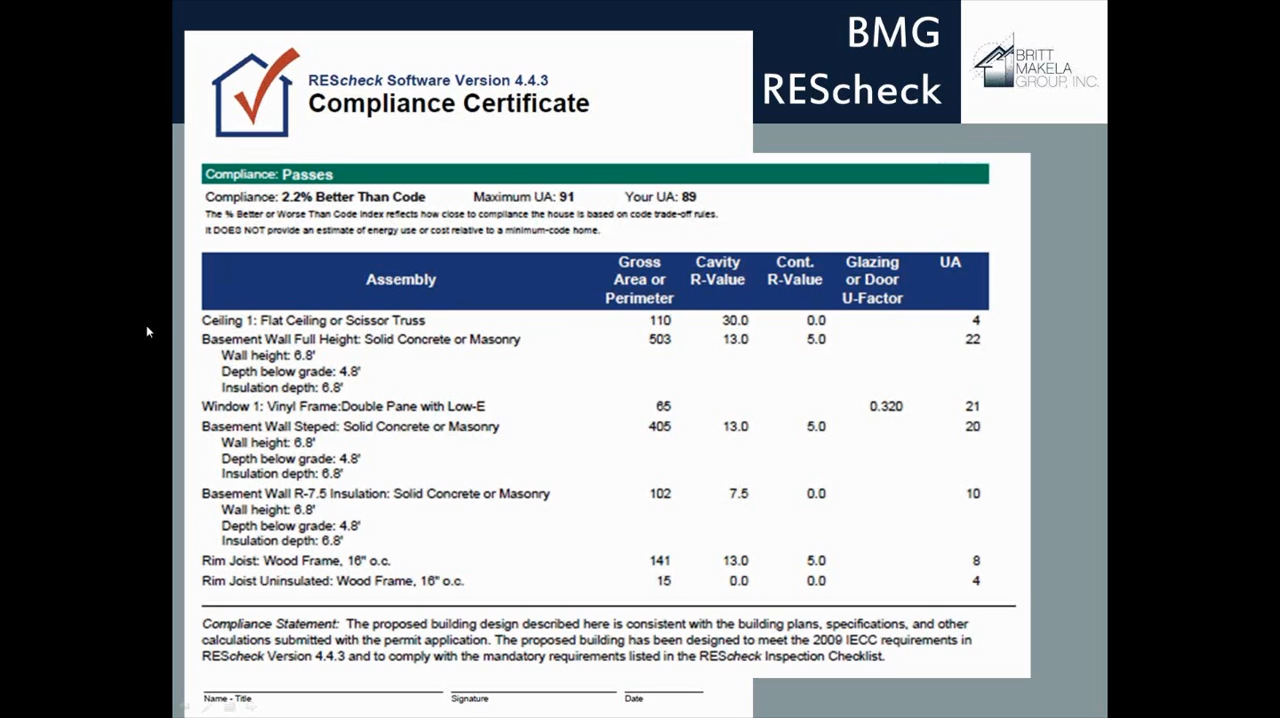 BMG
REScheck
BRITT
MAKELA
GROUP, INC.
REScheck Software Version 4.4.3
Compliance Certificate
Compliance: Passes
Compliance: 2.2% Better Than Code Maximum UA: 91 Your UA: 89
The % Better or Worse Than Code Index reflects how close to compliance the house is based on code trade-off rules.
It DOES NOT provide an estimate of energy use or cost relative to a minimum-code home.
Assembly Gross Area or Perimeter Cavity R-Value Cont. R-Value Glazing or Door U-Factor UA
Ceiling 1: Flat Ceiling or Scissor Truss 110 30.0 0.0 4
Basement Wall Full Height: Solid Concrete or Masonry 503 13.0 5.0 22
Wall height: 6.8'
Depth below grade: 4.8'
Insulation depth: 6.8'
Window 1: Vinyl Frame:Double Pane with Low-E 65 0.320 21
Basement Wall Steped: Solid Concrete or Masonry 405 13.0 5.0 20
Wall height: 6.8'
Depth below grade: 4.8'
Insulation depth: 6.8'
Basement Wall R-7.5 Insulation: Solid Concrete or Masonry 102 7.5 0.0 10
Wall height: 6.8'
Depth below grade: 4.8'
Insulation depth: 6.8'
Rim Joist: Wood Frame, 16" o.c. 141 13.0 5.0 8
Rim Joist Uninsulated: Wood Frame, 16" o.c. 15 0.0 0.0 4
Compliance Statement: The proposed building design described here is consistent with the building plans, specifications, and other
calculations submitted with the permit application. The proposed building has been designed to meet the 2009 IECC requirements in
REScheck Version 4.4.3 and to comply with the mandatory requirements listed in the REScheck Inspection Checklist.
Name - Title Signature Date